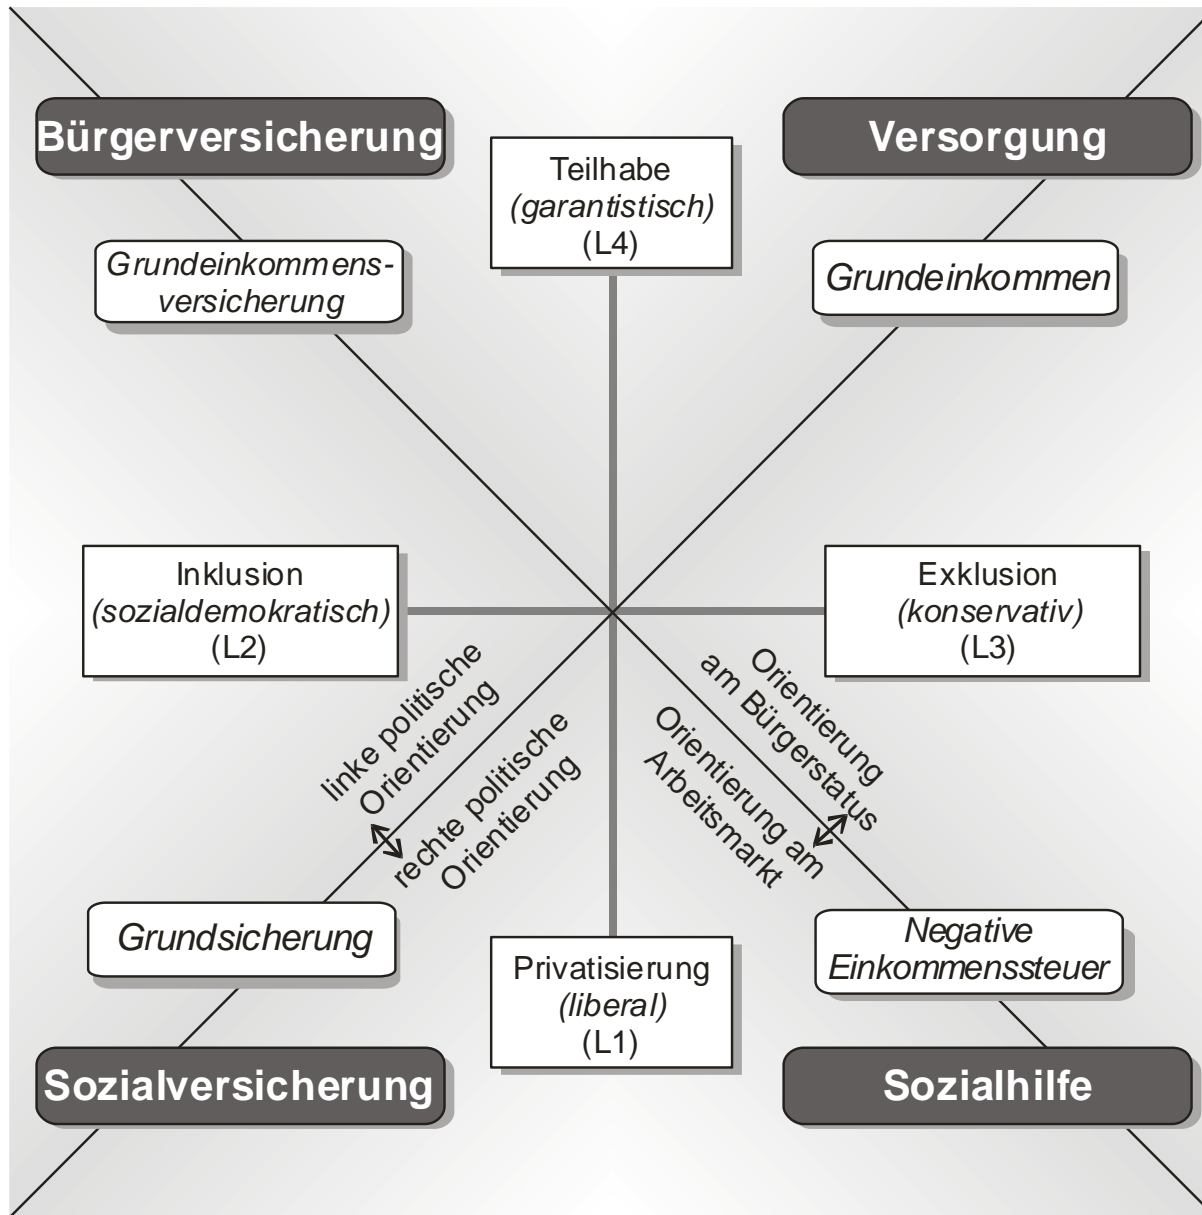 Bürgerversicherung
Versorgung
Teilhabe
(garantistisch)
(L4)
Grundeinkommens-
versicherung
Grundeinkommen
Inklusion
(sozialdemokratisch)
(L2)
Exklusion
(konservativ)
(L3)
linke politische
Orientierung
rechte politische
Orientierung
Orientierung
am Bürgerstatus
Orientierung am
Arbeitsmarkt
Grundsicherung
Privatisierung
(liberal)
(L1)
Negative
Einkommenssteuer
Sozialversicherung
Sozialhilfe